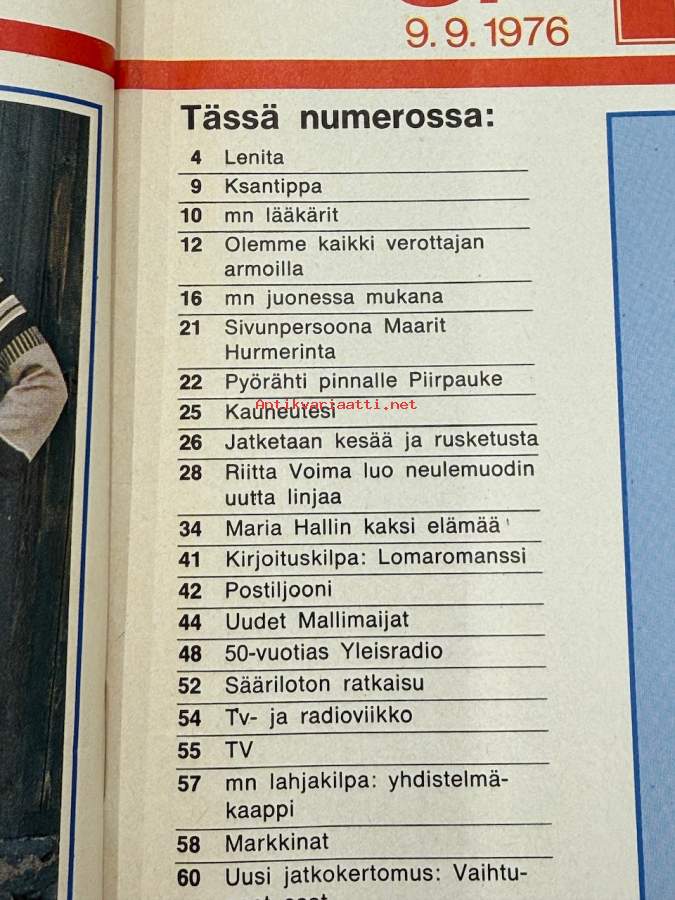 9.9.1976
Tässä numerossa:
4 Lenita
9 Ksantippa
10 mn lääkärit
12 Olemme kaikki verottajan
armoilla
16 mn juonessa mukana
21 Sivunpersoona Maarit
Hurmerinta
22 Pyörähti pinnalle Piirpauke
25 Kauneutesi
Antikvariaatti.net
26 Jatketaan kesää ja rusketusta
28 Riitta Voima luo neulemuodin
uutta linjaa
34 Maria Hallin kaksi elämää
41 Kirjoituskilpa: Lomaromanssi
42 Postiljooni
44 Uudet Mallimaijat
48 50-vuotias Yleisradio
52 Sääriloton ratkaisu
54 Tv- ja radioviikko
55 TV
57 mn lahjakilpa: yhdistelmä-
kaappi
58 Markkinat
60 Uusi jatkokertomus: Vaihtu-